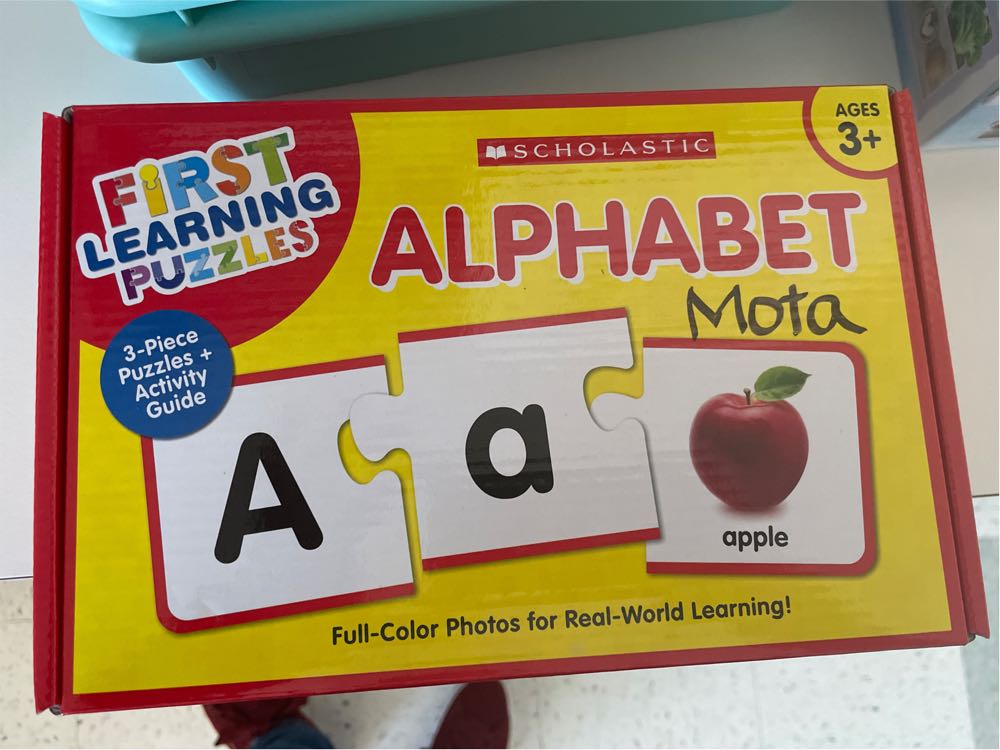 FiRST
LEARNING
PUZZLES
SCHOLASTIC
AGES
3+
ALPHABET
Mota
3-Piece
Puzzles +
Activity
Guide
A
a
apple
Full-Color Photos for Real-World Learning!